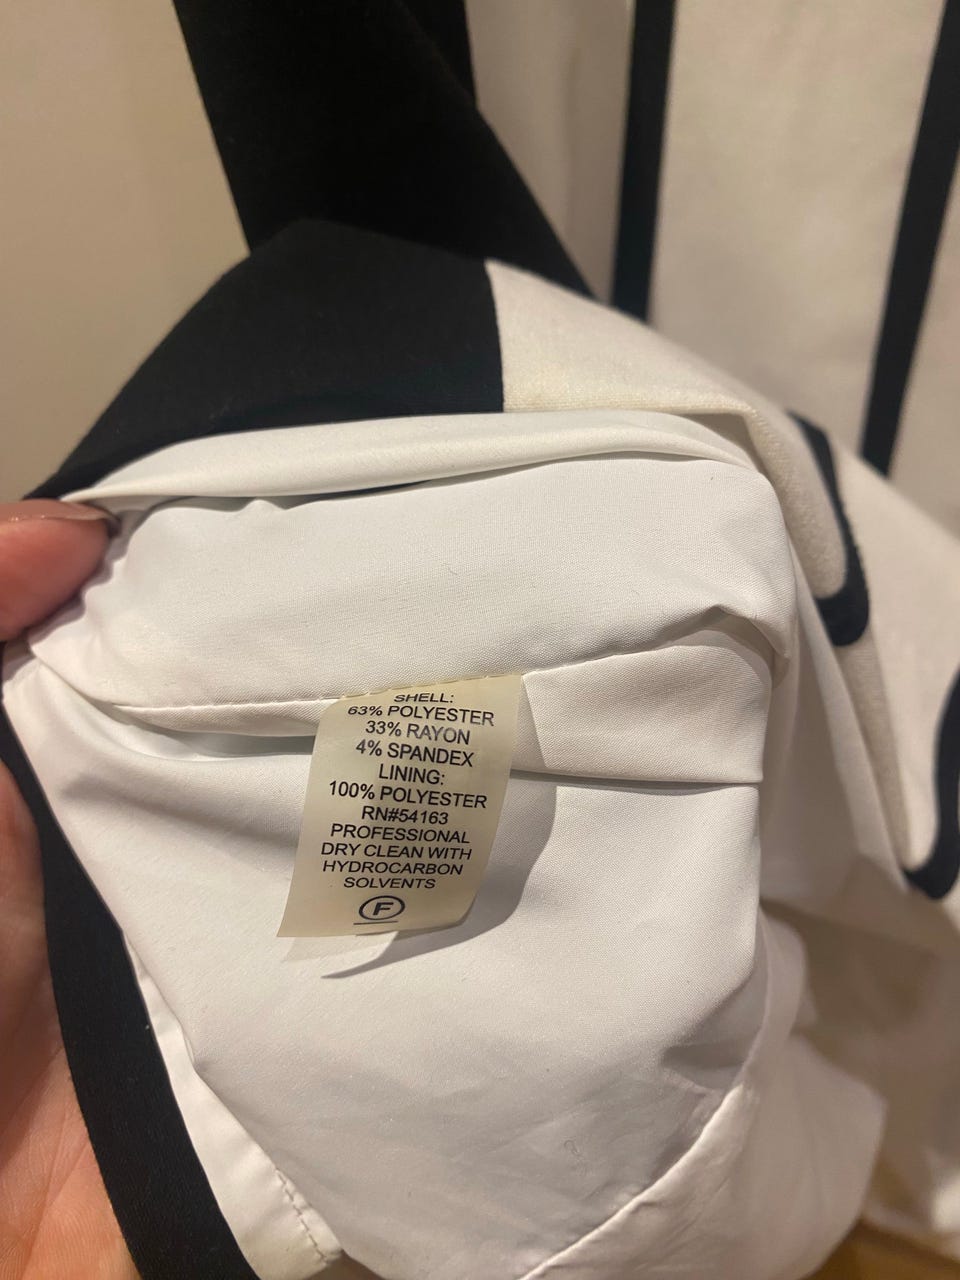 SHELL:
63% POLYESTER
33% RAYON
4% SPANDEX
LINING:
100% POLYESTER
RN#54163
PROFESSIONAL
DRY CLEAN WITH
HYDROCARBON
SOLVENTS
F